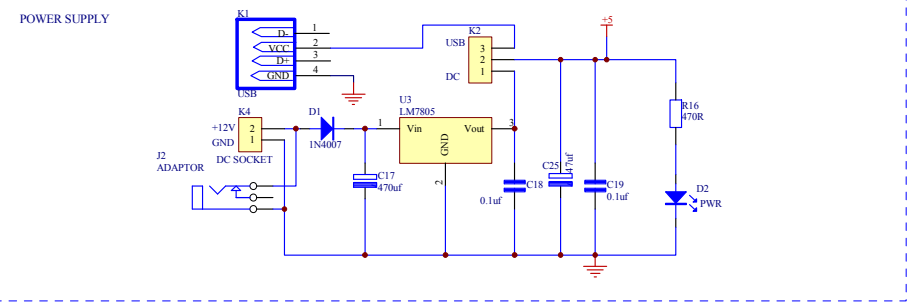 POWER SUPPLY
K1
D- 1
VCC 2
D+ 3
GND 4
USB
K2
USB
3
2
DC 1
+5
K4
+12V 2
GND 1
DC SOCKET
J2
ADAPTOR
D1
1N4007
U3
LM7805
1 Vin Vout 3
GND
2
C17
470uf
C18
0.1uf
C25
47uf
C19
0.1uf
R16
470R
D2
PWR